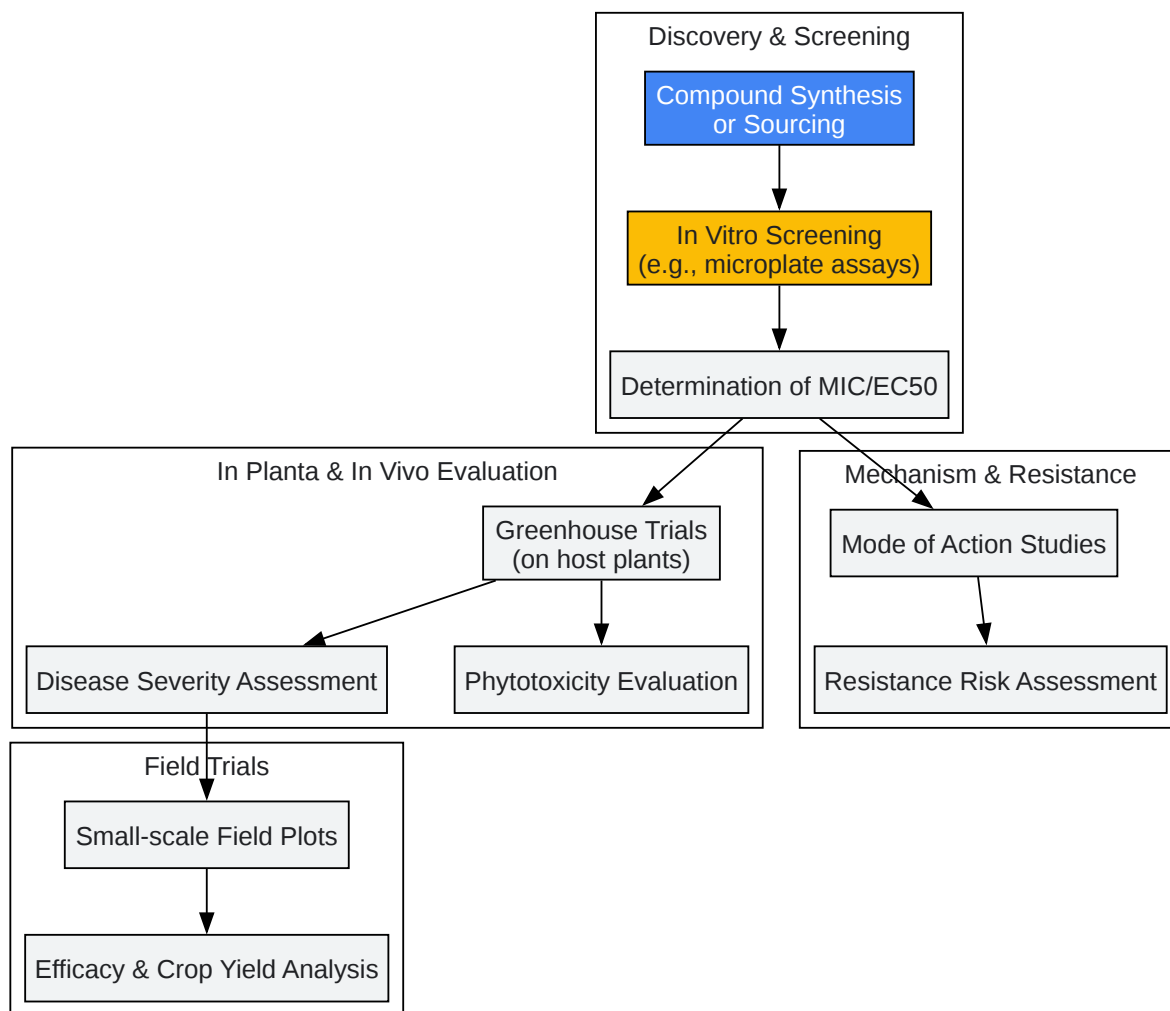 Discovery & Screening
Compound Synthesis
or Sourcing
In Vitro Screening
(e.g., microplate assays)
Determination of MIC/EC50
In Planta & In Vivo Evaluation
Greenhouse Trials
(on host plants)
Disease Severity Assessment
Phytotoxicity Evaluation
Mechanism & Resistance
Mode of Action Studies
Resistance Risk Assessment
Field Trials
Small-scale Field Plots
Efficacy & Crop Yield Analysis